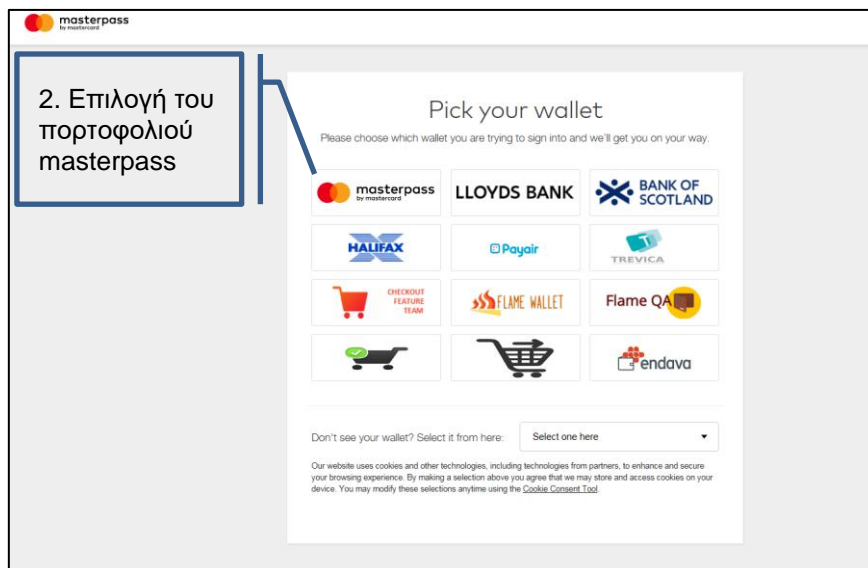 masterpass
by mastercard
2. Επιλογή του
πορτοφολιού
masterpass
Pick your wallet
Please choose which wallet you are trying to sign into and we'll get you on your way.
masterpass
by mastercard
LLOYDS BANK
BANK OF
SCOTLAND
HALIFAX
Payair
TREVICA
CHECKOUT
FEATURE
TEAM
FLAME WALLET
Flame QA
endava
Don't see your wallet? Select it from here:
Select one here
Our website uses cookies and other technologies, including technologies from partners, to enhance and secure
your browsing experience. By making a selection above you agree that we may store and access cookies on your
device. You may modify these selections anytime using the Cookie Consent Tool.